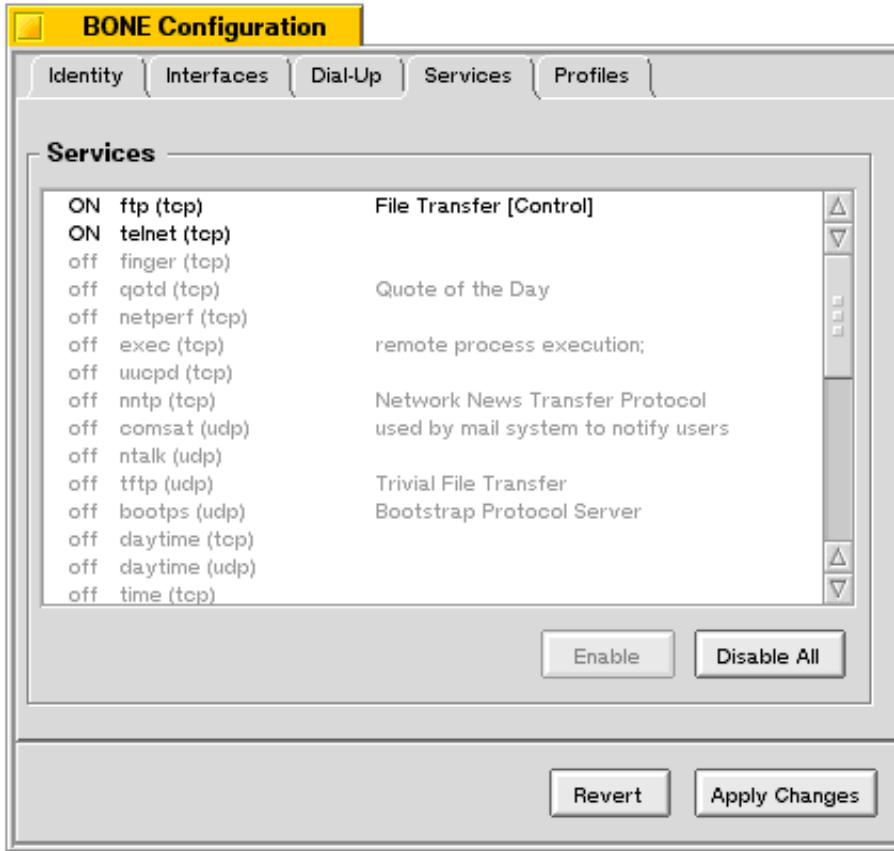 BONE Configuration
Identity Interfaces Dial-Up Services Profiles
Services
ON ftp (tcp) File Transfer [Control]
ON telnet (tcp)
off finger (tcp)
off qotd (tcp) Quote of the Day
off netperf (tcp)
off exec (tcp) remote process execution;
off uucpd (tcp)
off nntp (tcp) Network News Transfer Protocol
off comsat (udp) used by mail system to notify users
off ntalk (udp)
off tftp (udp) Trivial File Transfer
off bootps (udp) Bootstrap Protocol Server
off daytime (tcp)
off daytime (udp)
off time (tcp)
Enable Disable All
Revert Apply Changes